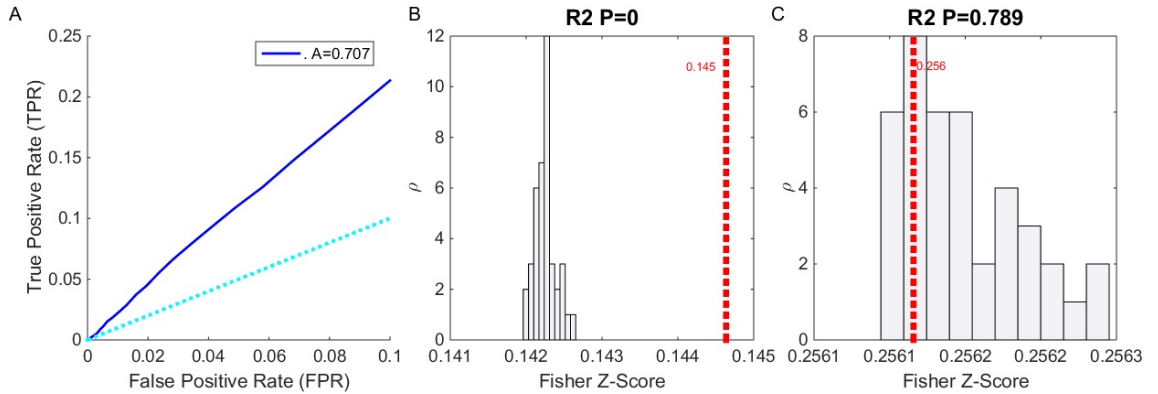 A
0.25
0.2
0.15
0.1
0.05
0
. A=0.707
True Positive Rate (TPR)
0 0.02 0.04 0.06 0.08 0.1
False Positive Rate (FPR)
B
R2 P=0
12
10
8
6
4
2
0
0.145
ρ
0.141 0.142 0.143 0.144 0.145
Fisher Z-Score
C
R2 P=0.789
8
6
4
2
0
0.256
ρ
0.2561 0.2561 0.2562 0.2562 0.2563
Fisher Z-Score